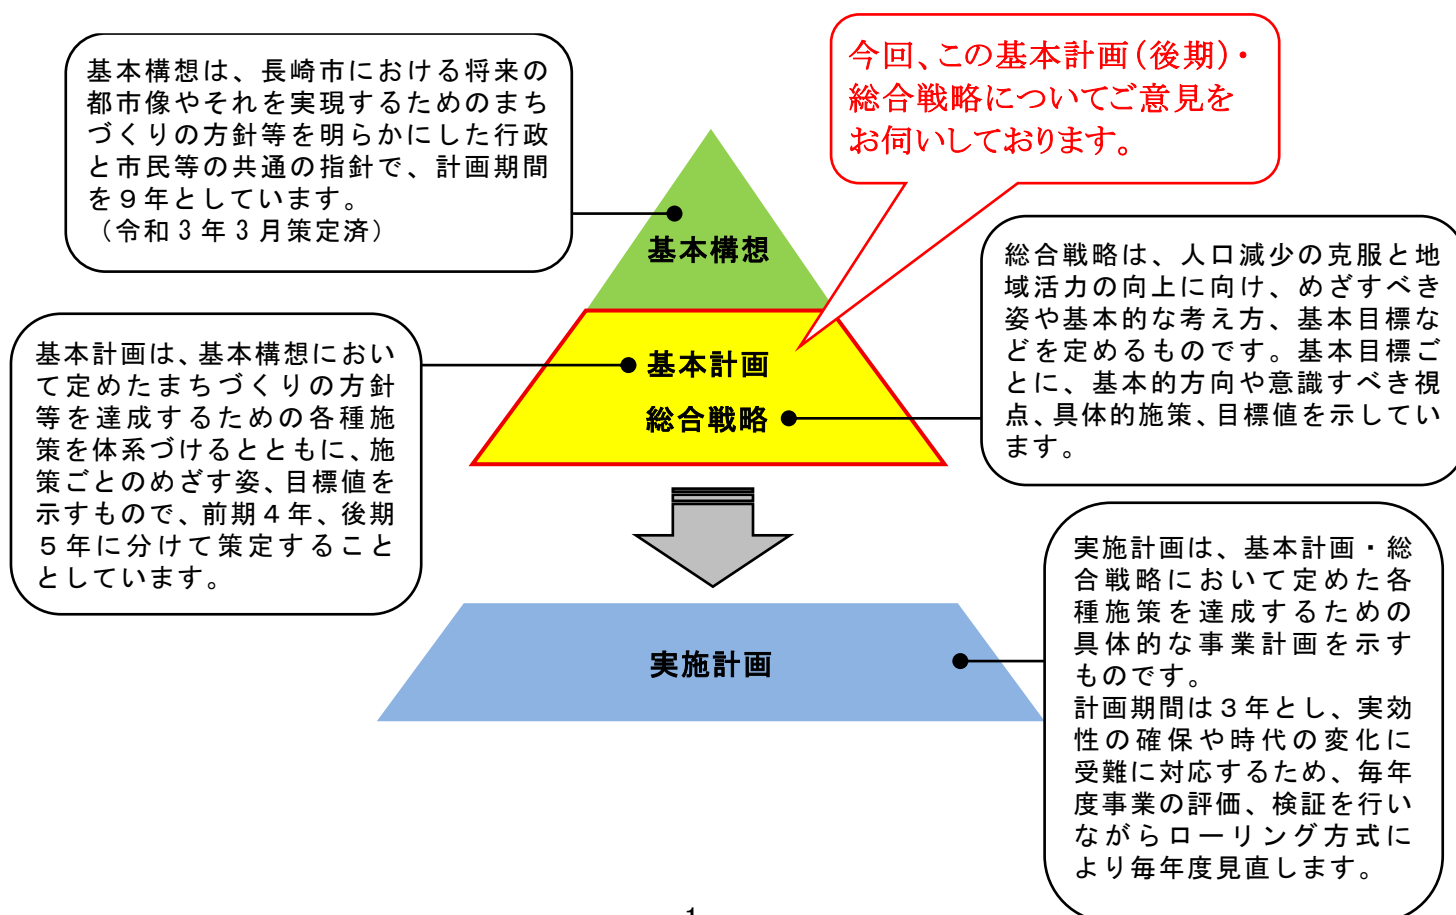 基本構想は、長崎市における将来の
都市像やそれを実現するためのまち
づくりの方針等を明らかにした行政
と市民等の共通の指針で、計画期間
を９年としています。
（令和３年３月策定済）
今回、この基本計画（後期）・
総合戦略についてご意見を
お伺いしております。
基本構想
総合戦略は、人口減少の克服と地
域活力の向上に向け、めざすべき
姿や基本的な考え方、基本目標な
どを定めるものです。基本目標ご
とに、基本的方向や意識すべき視
点、具体的施策、目標値を示してい
ます。
基本計画は、基本構想におい
て定めたまちづくりの方針
等を達成するための各種施
策を体系づけるとともに、施
策ごとのめざす姿、目標値を
示すもので、前期４年、後期
５年に分けて策定すること
としています。
基本計画
総合戦略
実施計画
実施計画は、基本計画・総
合戦略において定めた各
種施策を達成するための
具体的な事業計画を示す
ものです。
計画期間は３年とし、実効
性の確保や時代の変化に
受難に対応するため、毎年
度事業の評価、検証を行い
ながらローリング方式に
より毎年度見直します。
1